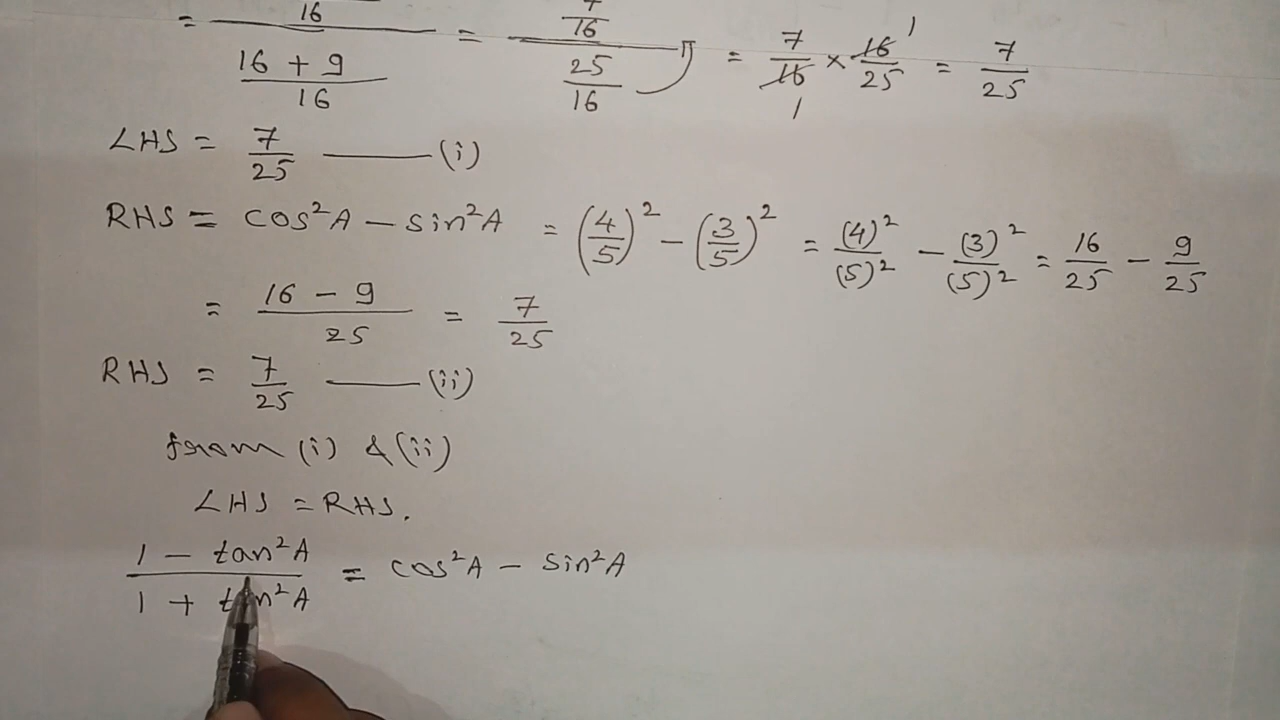 = 16 / (16 + 9)/16 = 7/16 / 25/16 = 7/16 × 16/25 = 7/25
LHS = 7/25 —— (i)
RHS = cos²A – sin²A = (4/5)² – (3/5)² = (4)²/(5)² – (3)²/(5)² = 16/25 – 9/25
= 16 – 9/25 = 7/25
RHS = 7/25 —— (ii)
from (i) & (ii)
LHS = RHS.
1 – tan²A / 1 + tan²A = cos²A – sin²A